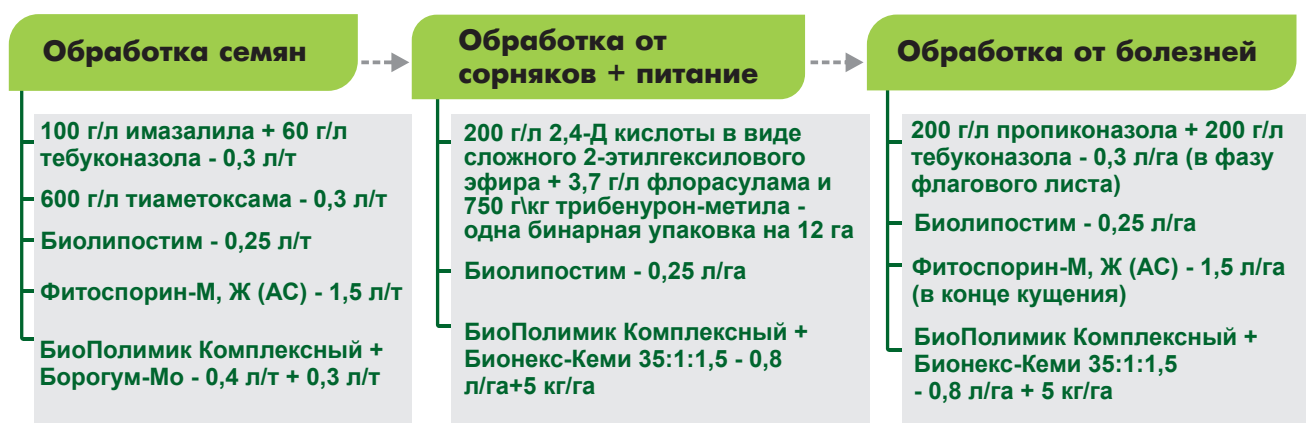 Обработка семян
100 г/л имазалила + 60 г/л
тебуконазола - 0,3 л/т
600 г/л тиаметоксама - 0,3 л/т
Биолипостим - 0,25 л/т
Фитоспорин-М, Ж (АС) - 1,5 л/т
БиоПолимик Комплексный +
Борогум-Мо - 0,4 л/т + 0,3 л/т
Обработка от
сорняков + питание
200 г/л 2,4-Д кислоты в виде
сложного 2-этилгексилового
эфира + 3,7 г/л флорасулама и
750 г\кг трибенурон-метила -
одна бинарная упаковка на 12 га
Биолипостим - 0,25 л/га
БиоПолимик Комплексный +
Бионекс-Кеми 35:1:1,5 - 0,8
л/га+5 кг/га
Обработка от болезней
200 г/л пропиконазола + 200 г/л
тебуконазола - 0,3 л/га (в фазу
флагового листа)
Биолипостим - 0,25 л/га
Фитоспорин-М, Ж (АС) - 1,5 л/га
(в конце кущения)
БиоПолимик Комплексный +
Бионекс-Кеми 35:1:1,5
- 0,8 л/га + 5 кг/га